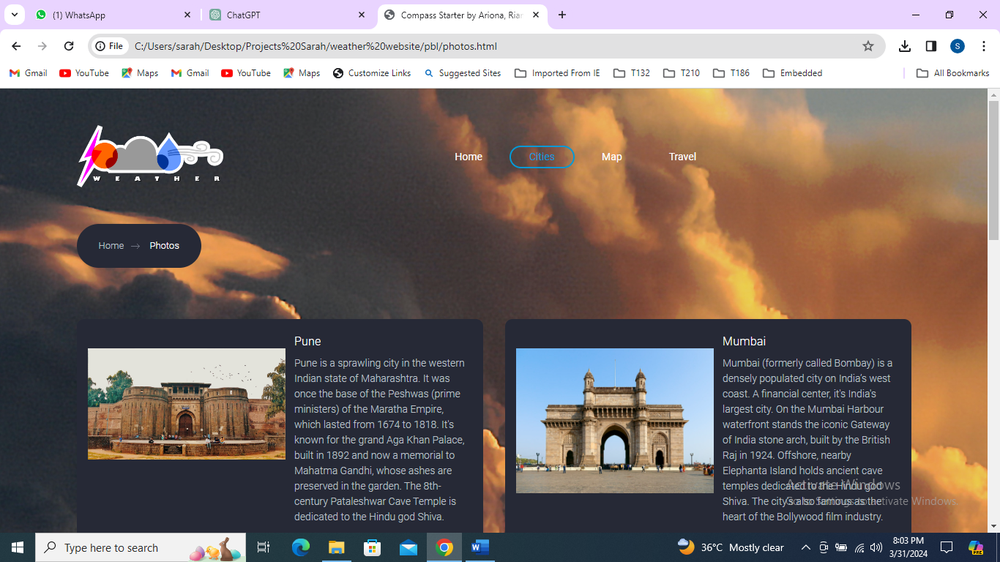 (1) WhatsApp
ChatGPT
Compass Starter by Ariona, Rian
File
C:/Users/sarah/Desktop/Projects%20Sarah/weather%20website/pbl/photos.html
S
Gmail YouTube Maps Gmail YouTube Maps Customize Links Suggested Sites Imported From IE T132 T210 T186 Embedded All Bookmarks
WEATHER
Home Cities Map Travel
Home → Photos
Pune
Pune is a sprawling city in the western
Indian state of Maharashtra. It was
once the base of the Peshwas (prime
ministers) of the Maratha Empire,
which lasted from 1674 to 1818. It's
known for the grand Aga Khan Palace,
built in 1892 and now a memorial to
Mahatma Gandhi, whose ashes are
preserved in the garden. The 8th-
century Pataleshwar Cave Temple is
dedicated to the Hindu god Shiva.
Mumbai
Mumbai (formerly called Bombay) is a
densely populated city on India's west
coast. A financial center, it's India's
largest city. On the Mumbai Harbour
waterfront stands the iconic Gateway
of India stone arch, built by the British
Raj in 1924. Offshore, nearby
Elephanta Island holds ancient cave
temples dedicated to the Hindu god
Shiva. The city's also famous as the
heart of the Bollywood film industry.
Activate Windows
Go to Settings to activate Windows.
Type here to search
W
36°C Mostly clear
8:03 PM
3/31/2024
PRE